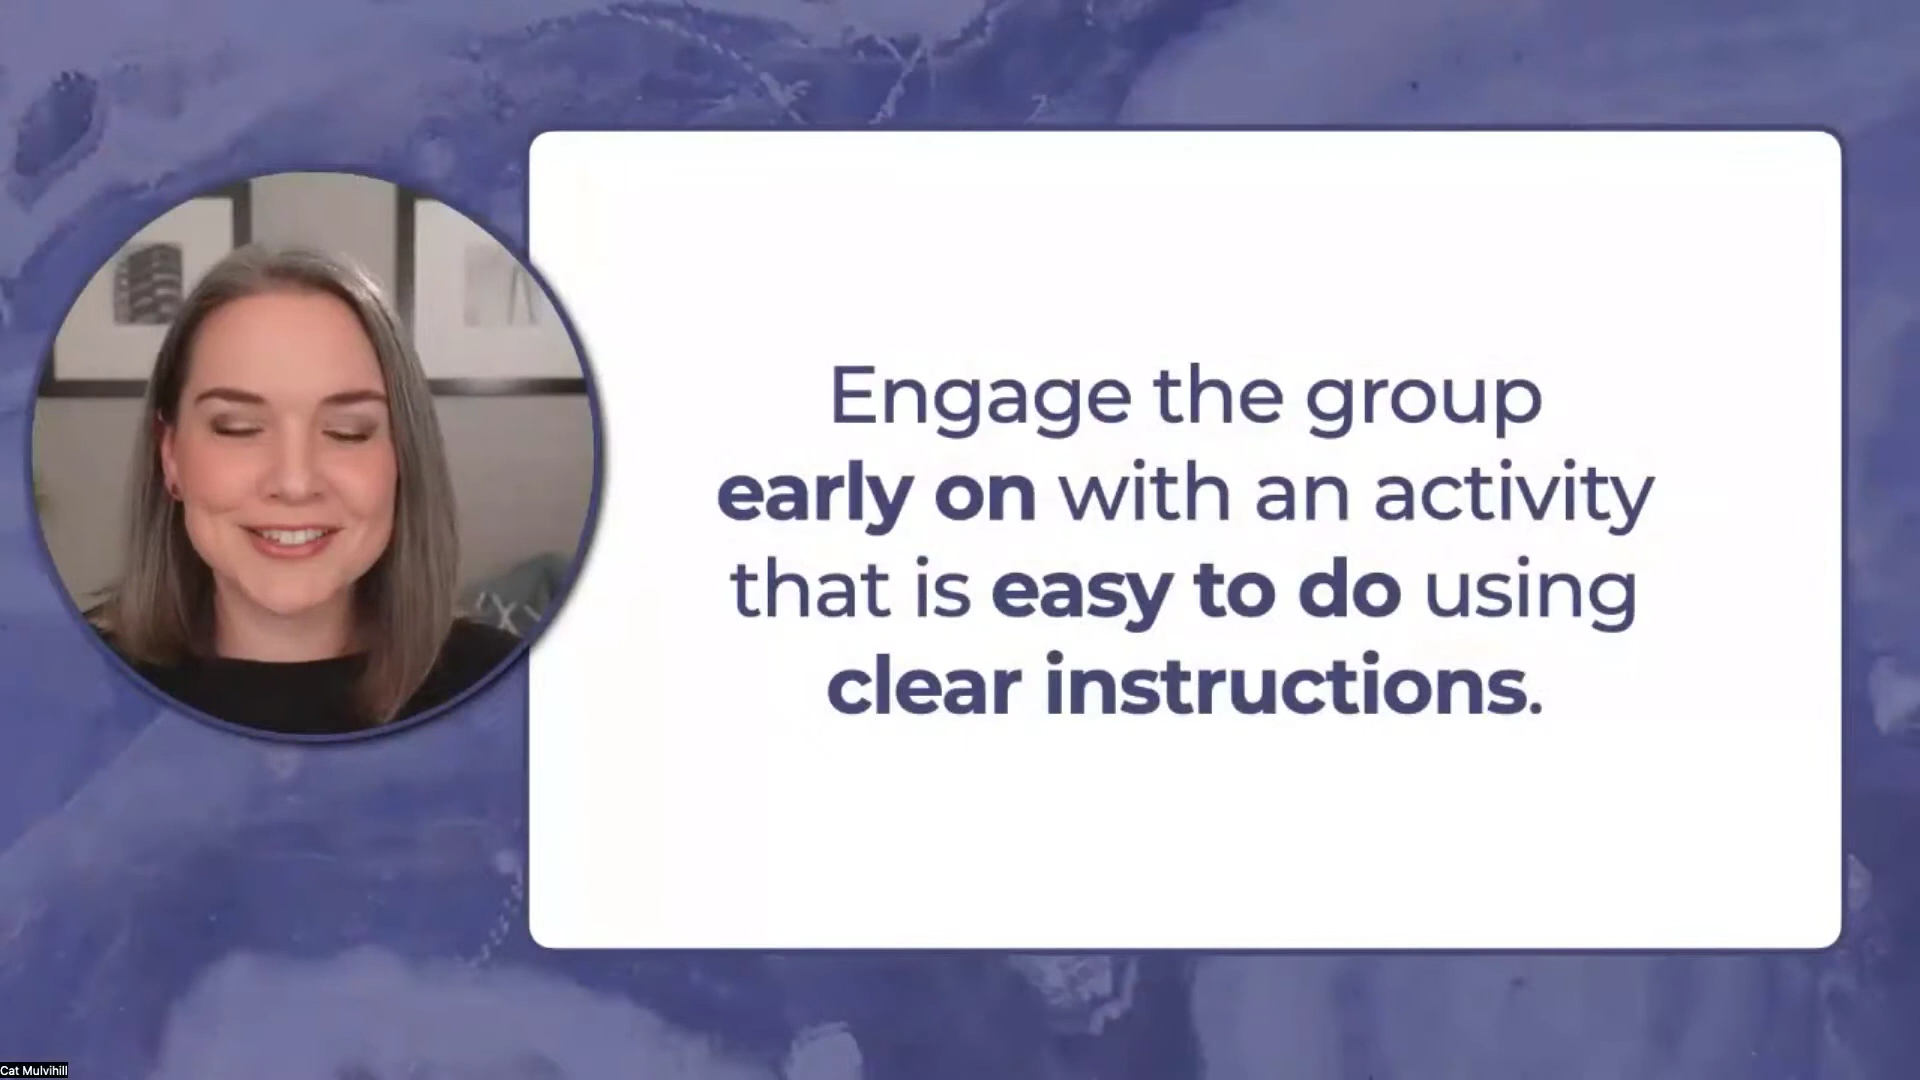 Engage the group
early on with an activity
that is easy to do using
clear instructions.
Cat Mulvihill